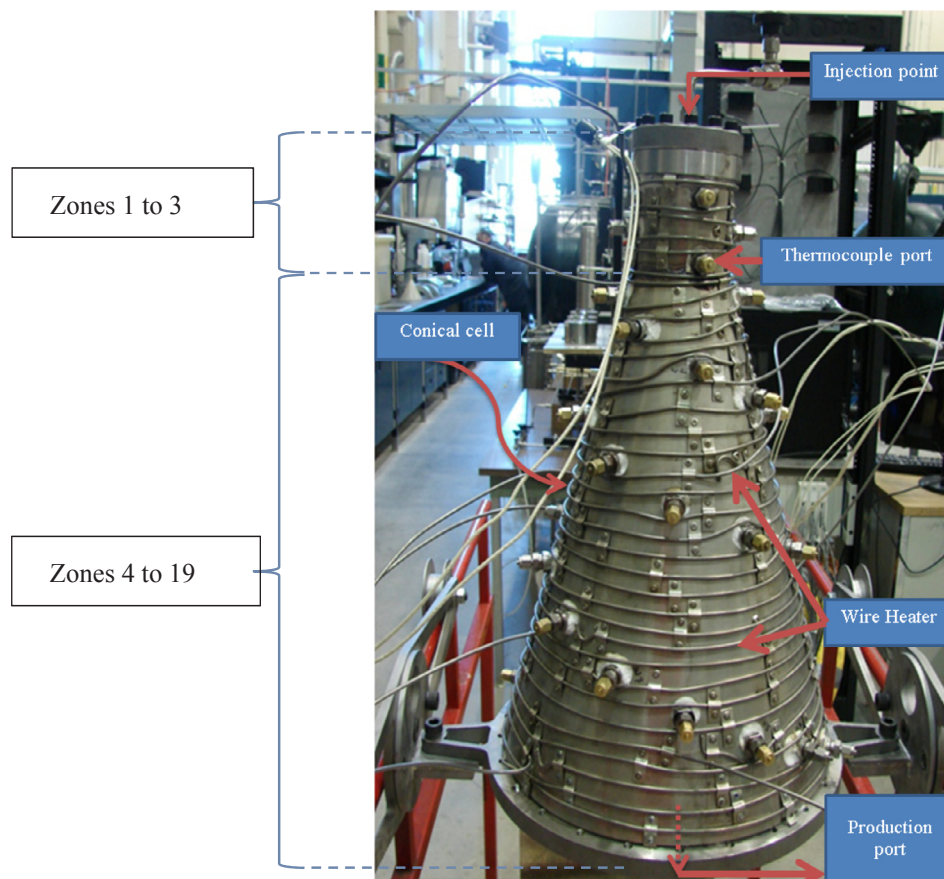 Injection point
Zones 1 to 3
Thermocouple port
Conical cell
Zones 4 to 19
Wire Heater
Production
port